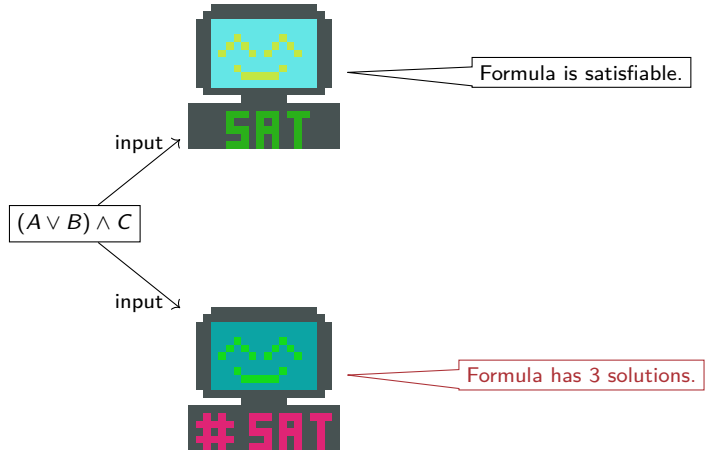 Formula is satisfiable.
SAT
input
(A ∨ B) ∧ C
input
Formula has 3 solutions.
#SAT